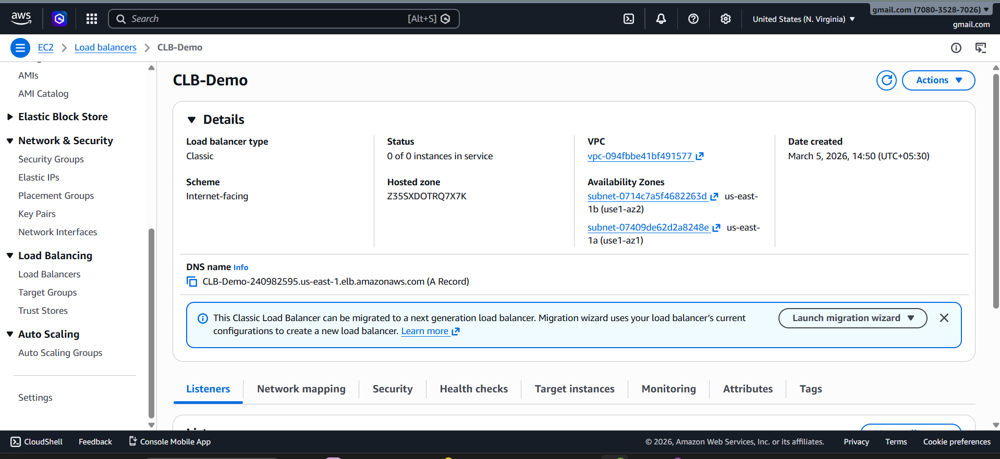 aws
Search [Alt+S]
United States (N. Virginia)
gmail.com (7080-3528-7026)
gmail.com
EC2 Load balancers CLB-Demo
AMIs
AMI Catalog
Elastic Block Store
Network & Security
Security Groups
Elastic IPs
Placement Groups
Key Pairs
Network Interfaces
Load Balancing
Load Balancers
Target Groups
Trust Stores
Auto Scaling
Auto Scaling Groups
Settings
CLB-Demo
Actions
Details
Load balancer type
Classic
Status
0 of 0 instances in service
VPC
vpc-094fbbe41bf491577
Date created
March 5, 2026, 14:50 (UTC+05:30)
Scheme
Internet-facing
Hosted zone
Z35SXDOTRQ7X7K
Availability Zones
subnet-0714c7a5f4682263d us-east-
1b (use1-az2)
subnet-07409de62d2a8248e us-east-
1a (use1-az1)
DNS name Info
CLB-Demo-240982595.us-east-1.elb.amazonaws.com (A Record)
This Classic Load Balancer can be migrated to a next generation load balancer. Migration wizard uses your load balancer's current
configurations to create a new load balancer. Learn more
Launch migration wizard
Listeners Network mapping Security Health checks Target instances Monitoring Attributes Tags
CloudShell Feedback Console Mobile App
© 2026, Amazon Web Services, Inc. or its affiliates. Privacy Terms Cookie preferences